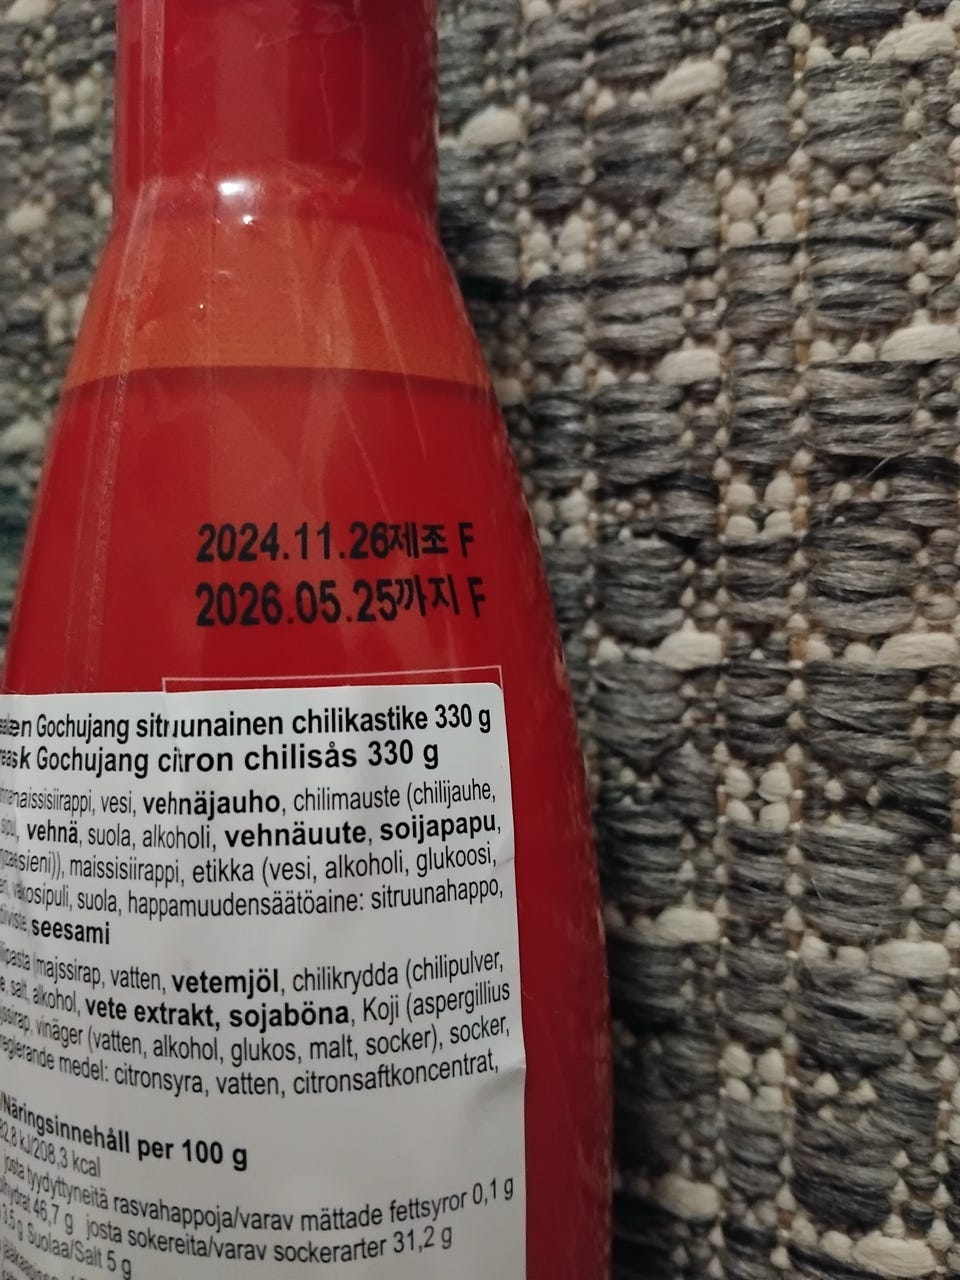 2024.11.26제조 F
2026.05.25까지 F
Gochujang sitruunainen chilikastike 330 g
Gochujang citron chilisås 330 g
vesi, vehnäjauho, chilimauste (chilijauhe,
vehnä, suola, alkoholi, vehnäuute, soijapapu,
maissisiirappi, etikka (vesi, alkoholi, glukoosi,
suola, happamuudensäätöaine: sitruunahappo,
seesami
(majssirap, vatten, vetemjöl, chilikrydda (chilipulver,
salt, alkohol, vete extrakt, sojaböna, Koji (aspergillius
vinäger (vatten, alkohol, glukos, malt, socker), socker,
medel: citronsyra, vatten, citronsaftkoncentrat,
/Näringsinnehåll per 100 g
kJ/208,3 kcal
josta tyydyttyneitä rasvahappoja/varav mättade fettsyror 0,1 g
46,7 g josta sokereita/varav sockerarter 31,2 g
Suolaa/Salt 5 g